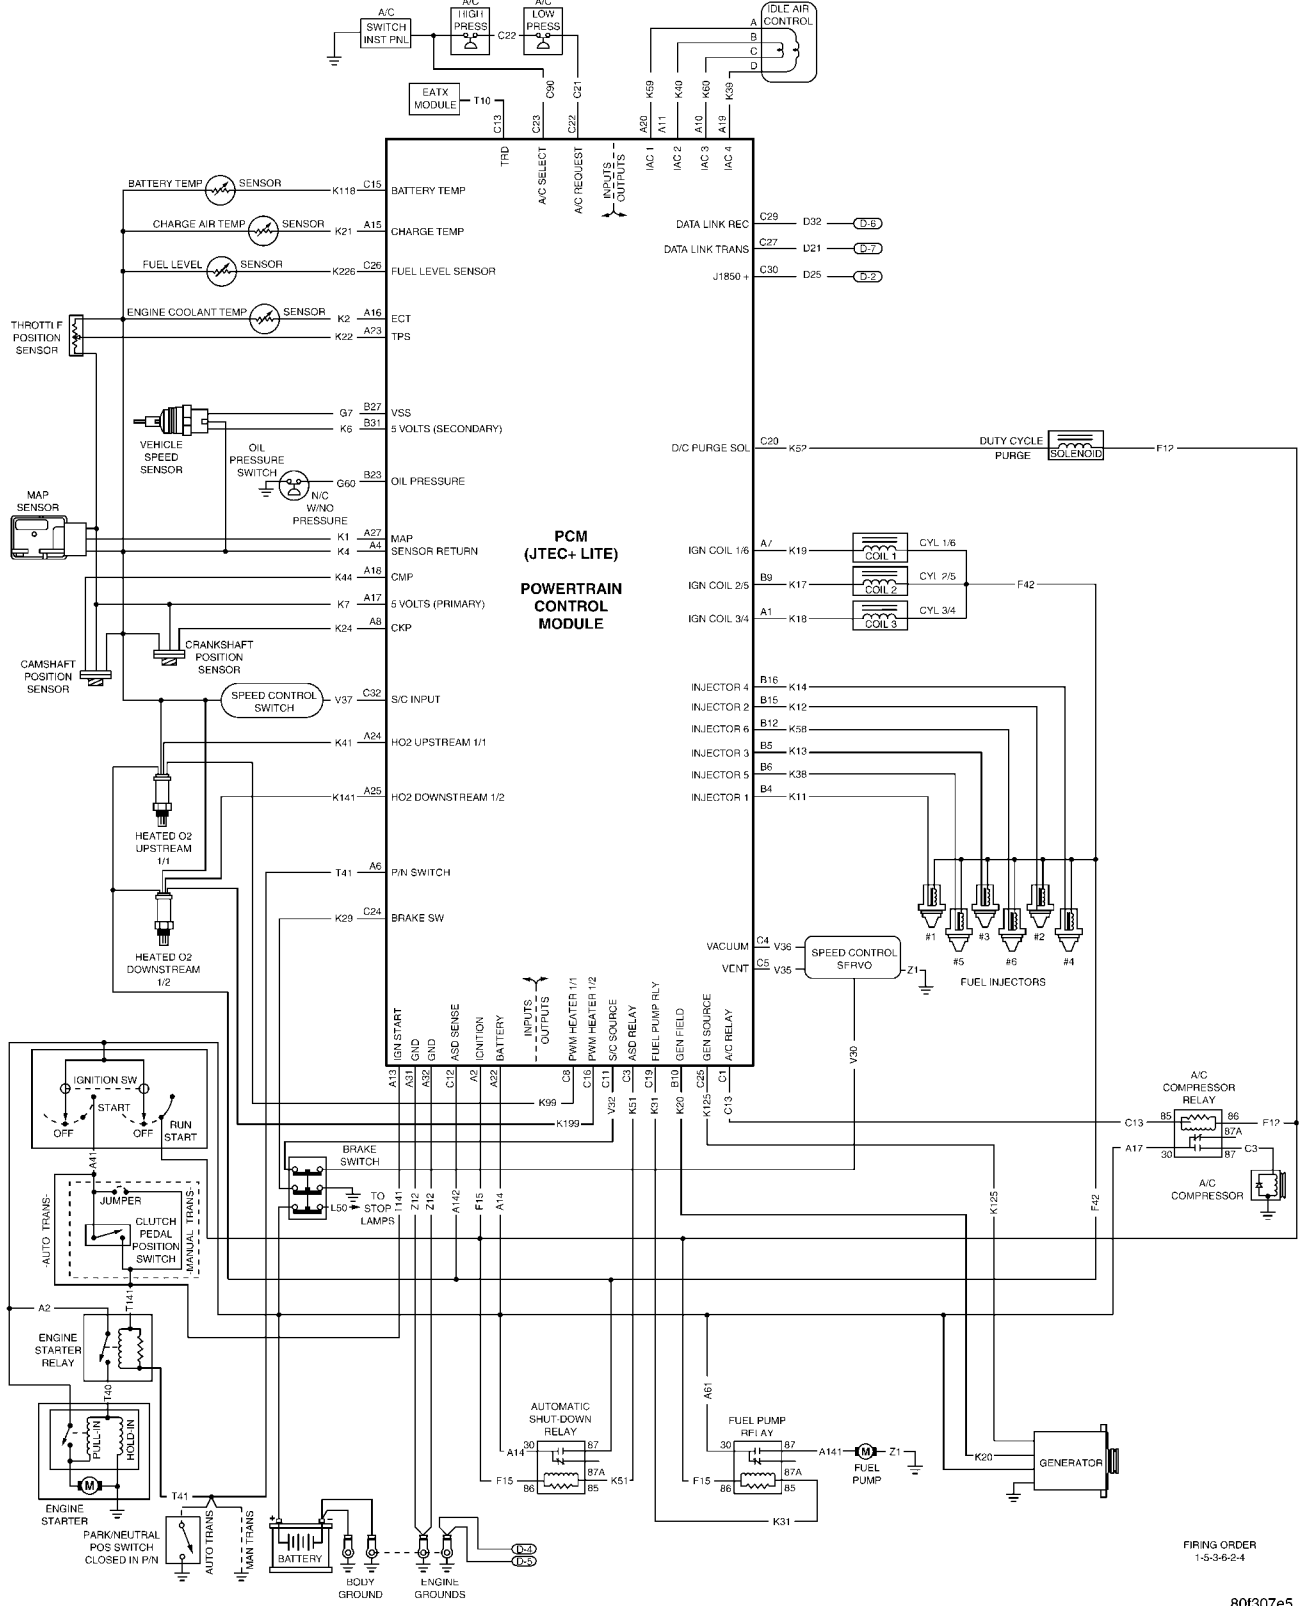 A/C
SWITCH
INST PNL
A/C
HIGH
PRESS
C22
A/C
LOW
PRESS
IDLE AIR
CONTROL
A
B
C
D
EATX
MODULE
T10
C90
C21
K59
K40
K60
K39
C13
C23
C22
A20
A11
A10
A19
TRD
A/C SELECT
A/C REQUEST
INPUTS
OUTPUTS
IAC 1
IAC 2
IAC 3
IAC 4
BATTERY TEMP SENSOR K118 C15 BATTERY TEMP
CHARGE AIR TEMP SENSOR K21 A15 CHARGE TEMP
FUEL LEVEL SENSOR K226 C26 FUEL LEVEL SENSOR
ENGINE COOLANT TEMP SENSOR K2 A16 ECT
THROTTLE
POSITION
SENSOR
K22 A23 TPS
DATA LINK REC C29 D32 D-6
DATA LINK TRANS C27 D21 D-7
J1850 + C30 D25 D-2
VEHICLE
SPEED
SENSOR
G7 B27 VSS
K6 B31 5 VOLTS (SECONDARY)
OIL
PRESSURE
SWITCH
G60 B23 OIL PRESSURE
N/C
W/NO
PRESSURE
D/C PURGE SOL C20 K52
DUTY CYCLE
PURGE
SOLENOID
F12
MAP
SENSOR
K1 A27 MAP
K4 A4 SENSOR RETURN
K44 A18 CMP
K7 A17 5 VOLTS (PRIMARY)
K24 A8 CKP
CRANKSHAFT
POSITION
SENSOR
CAMSHAFT
POSITION
SENSOR
PCM
(JTEC+ LITE)
POWERTRAIN
CONTROL
MODULE
IGN COIL 1/6 A7 K19 COIL 1 CYL 1/6
IGN COIL 2/5 B9 K17 COIL 2 CYL 2/5
F42
IGN COIL 3/4 A1 K18 COIL 3 CYL 3/4
SPEED CONTROL
SWITCH
V37 C32 S/C INPUT
K41 A24 HO2 UPSTREAM 1/1
K141 A25 HO2 DOWNSTREAM 1/2
HEATED O2
UPSTREAM
1/1
T41 A6 P/N SWITCH
K29 C24 BRAKE SW
HEATED O2
DOWNSTREAM
1/2
INJECTOR 4 B16 K14
INJECTOR 2 B15 K12
INJECTOR 6 B12 K58
INJECTOR 3 B5 K13
INJECTOR 5 B6 K38
INJECTOR 1 B4 K11
#1
#5
#3
#6
#2
#4
FUEL INJECTORS
VACUUM C4 V36
VENT C5 V35
SPEED CONTROL
SERVO
Z1
V30
IGN START
GND
GND
ASD SENSE
IGNITION
BATTERY
INPUTS
OUTPUTS
PWM HEATER 1/1
PWM HEATER 1/2
S/C SOURCE
ASD RELAY
FUEL PUMP RLY
GEN FIELD
GEN SOURCE
A/C RELAY
A13
A31
A32
C12
A2
A22
C8
C16
C11
C3
C19
B10
C25
C1
K99
K199
V32
K51
K31
K20
K125
C13
IGNITION SW
START
OFF
OFF
RUN
START
A41
BRAKE
SWITCH
L50
TO
STOP
LAMPS
T141
Z12
Z12
A142
F15
A14
A/C
COMPRESSOR
RELAY
C13 85 86 F12
87A
A17 30 87 C3
A/C
COMPRESSOR
K125
F42
-AUTO TRANS-
JUMPER
CLUTCH
PEDAL
POSITION
SWITCH
-MANUAL TRANS-
T141
A2
ENGINE
STARTER
RELAY
T40
PULL-IN
HOLD-IN
M
ENGINE
STARTER
T41
PARK/NEUTRAL
POS SWITCH
CLOSED IN P/N
AUTO TRANS
MAN TRANS
+
-
BATTERY
BODY
GROUND
ENGINE
GROUNDS
D-4
D-5
AUTOMATIC
SHUT-DOWN
RELAY
A14 30 87
87A
F15 86 85 K51
A61
FUEL PUMP
RELAY
30 87 A141 M Z1
FUEL
PUMP
87A
F15 86 85
K31
K20
GENERATOR
FIRING ORDER
1-5-3-6-2-4
80f307e5